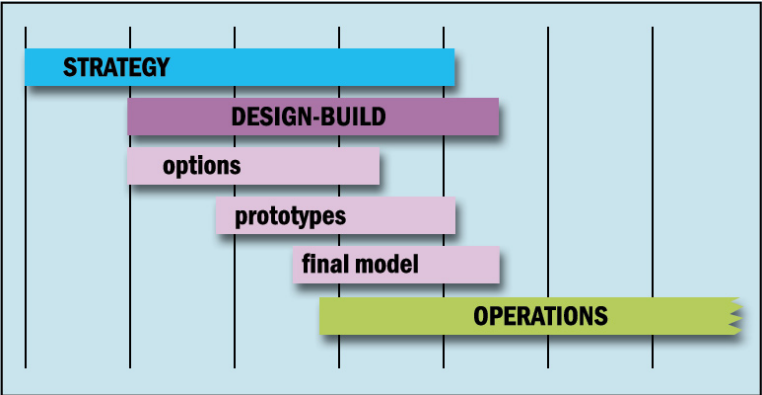 STRATEGY
DESIGN-BUILD
options
prototypes
final model
OPERATIONS